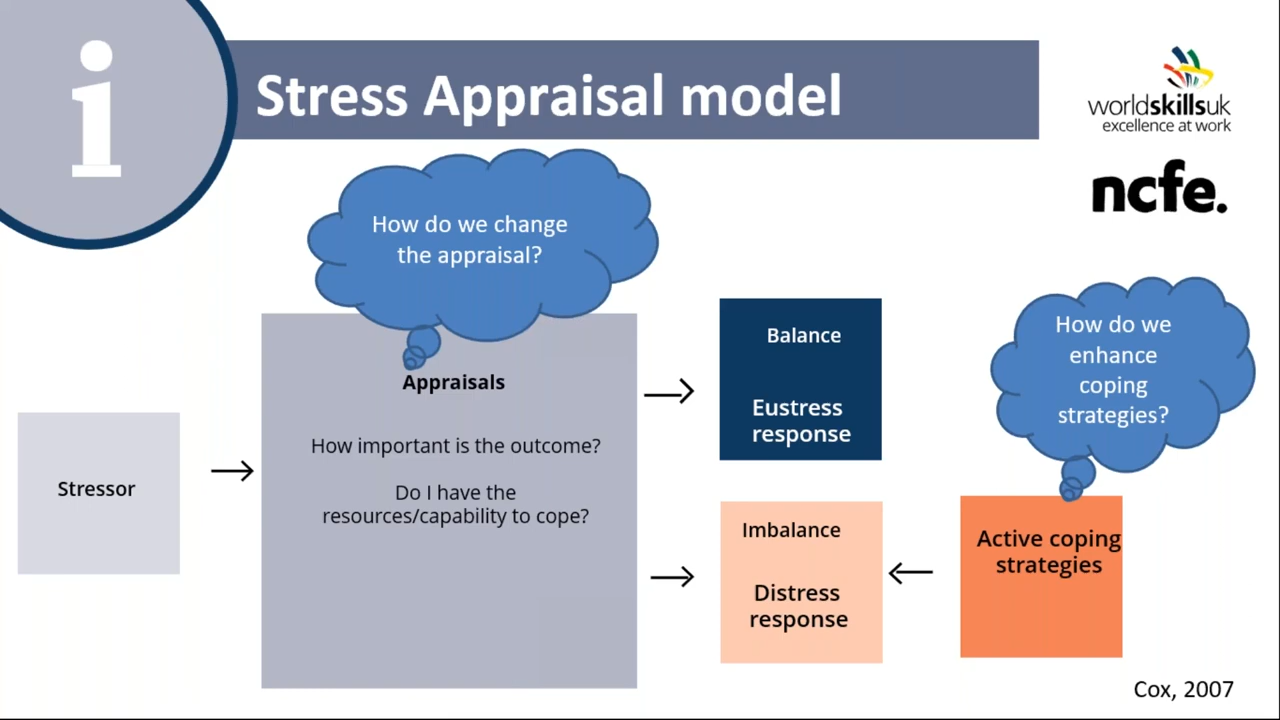 i
Stress Appraisal model
worldskillsuk
excellence at work
ncfe.
How do we change
the appraisal?
Appraisals
How important is the outcome?
Do I have the
resources/capability to cope?
Stressor
Balance
Eustress
response
Imbalance
Distress
response
How do we
enhance
coping
strategies?
Active coping
strategies
Cox, 2007